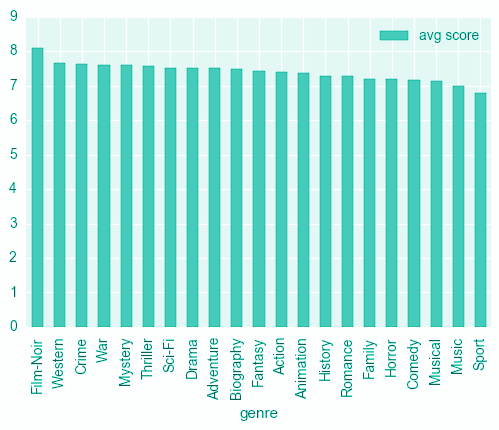 9
8
7
6
5
4
3
2
1
0
avg score
Film-Noir
Western
Crime
War
Mystery
Thriller
Sci-Fi
Drama
Adventure
Biography
Fantasy
Action
Animation
History
Romance
Family
Horror
Comedy
Musical
Music
Sport
genre